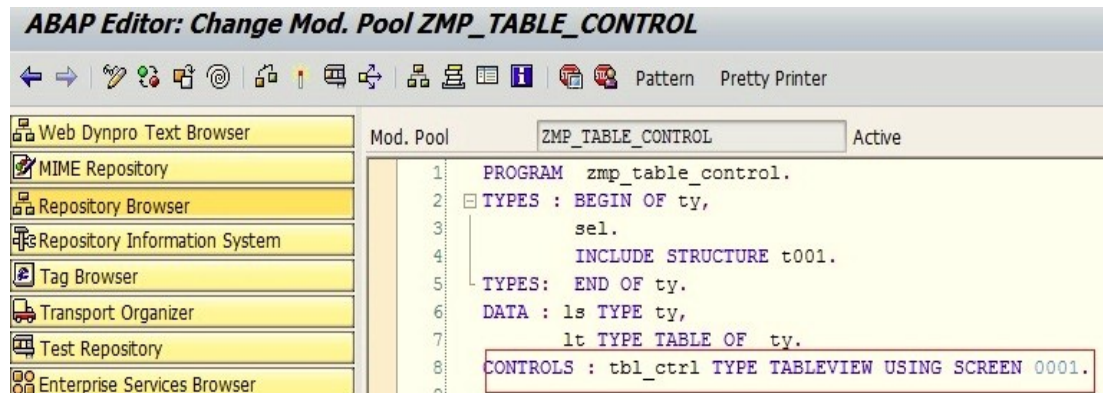 ABAP Editor: Change Mod. Pool ZMP_TABLE_CONTROL
Pattern Pretty Printer
Web Dynpro Text Browser
MIME Repository
Repository Browser
Repository Information System
Tag Browser
Transport Organizer
Test Repository
Enterprise Services Browser
Mod. Pool ZMP_TABLE_CONTROL Active
1 PROGRAM zmp_table_control.
2 TYPES : BEGIN OF ty,
3 sel.
4 INCLUDE STRUCTURE t001.
5 TYPES: END OF ty.
6 DATA : ls TYPE ty,
7 lt TYPE TABLE OF ty.
8 CONTROLS : tbl_ctrl TYPE TABLEVIEW USING SCREEN 0001.